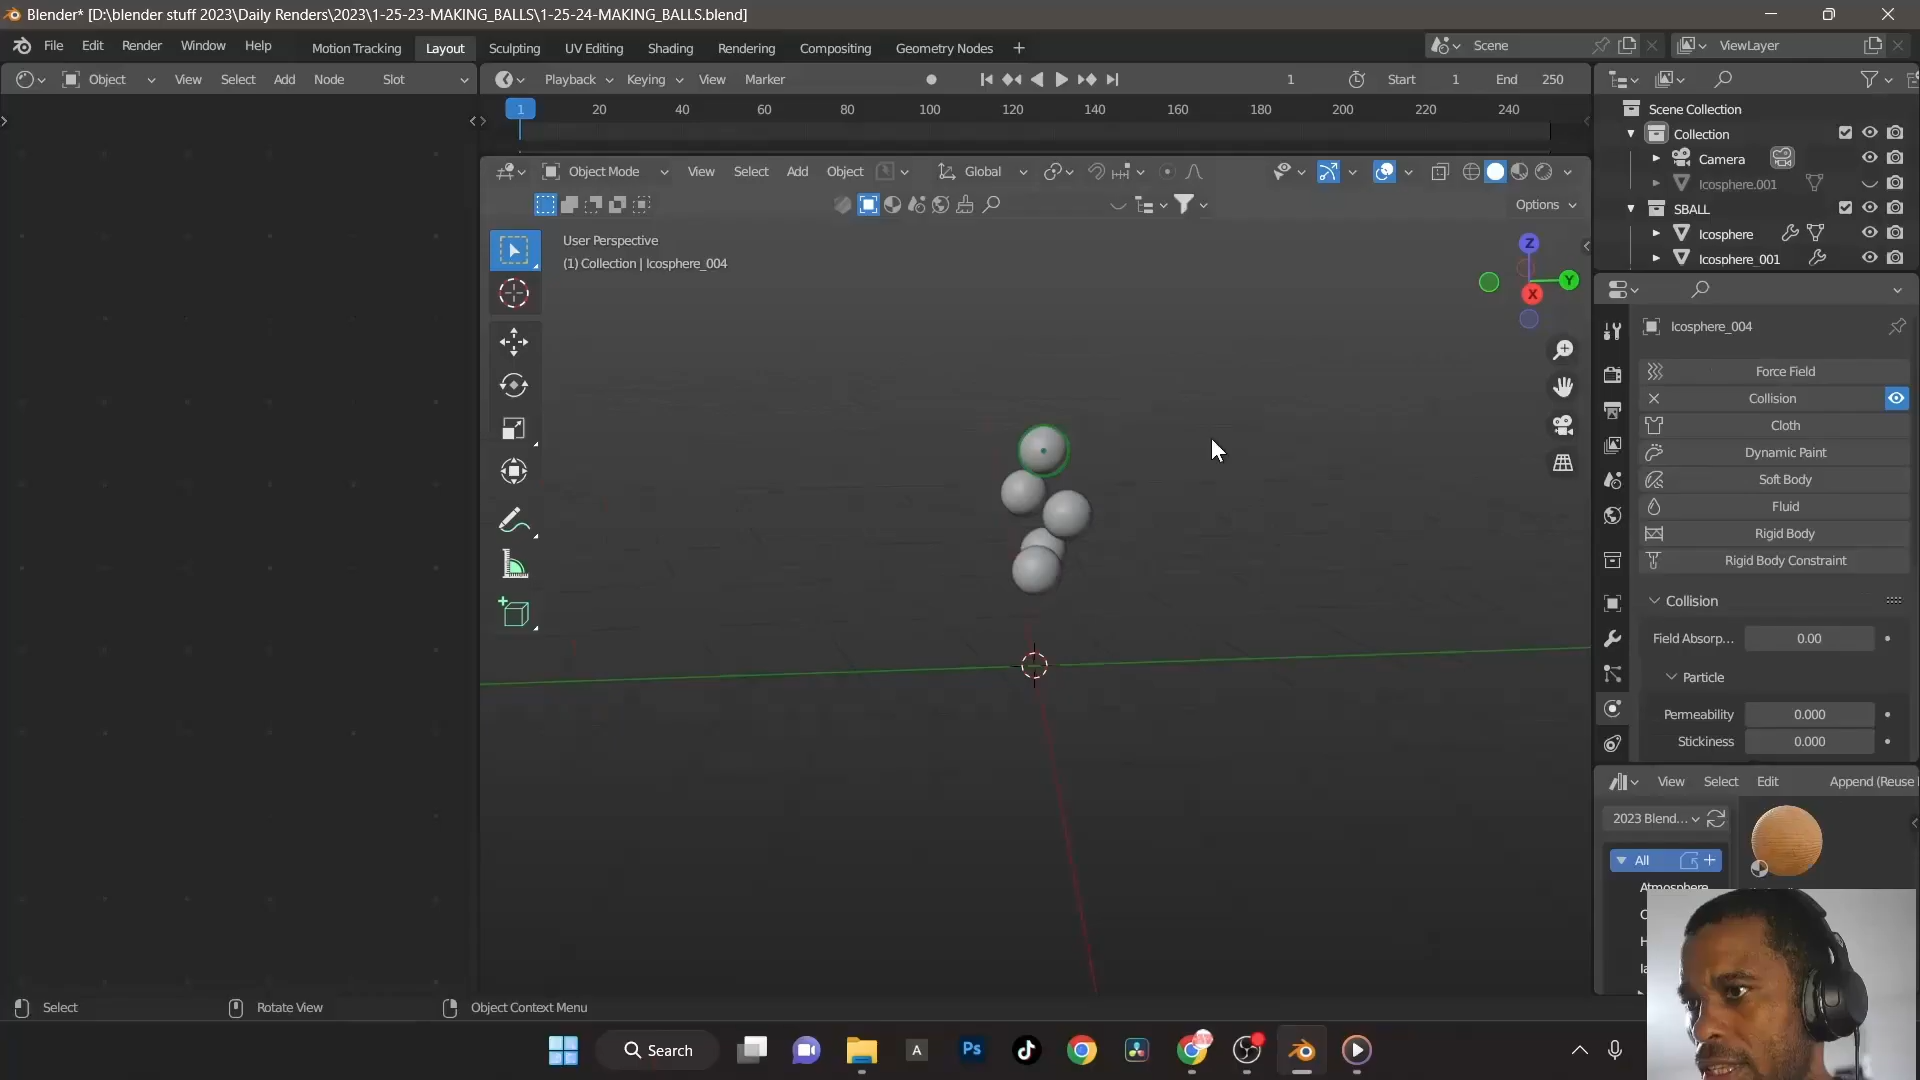 Blender* [D:\blender stuff 2023\Daily Renders\2023\1-25-23-MAKING_BALLS\1-25-24-MAKING_BALLS.blend]
File Edit Render Window Help Motion Tracking Layout Sculpting UV Editing Shading Rendering Compositing Geometry Nodes + Scene ViewLayer
Object View Select Add Node Slot Playback Keying View Marker 1 Start 1 End 250
1 20 40 60 80 100 120 140 160 180 200 220 240
Scene Collection
Collection
Camera
Icosphere.001
SBALL
Icosphere
Icosphere_001
Object Mode View Select Add Object Global
Options
User Perspective
(1) Collection | Icosphere_004
Z
Y
X
Icosphere_004
Force Field
Collision
Cloth
Dynamic Paint
Soft Body
Fluid
Rigid Body
Rigid Body Constraint
Collision
Field Absorp... 0.00
Particle
Permeability 0.000
Stickiness 0.000
View Select Edit Append (Reuse
2023 Blend...
All
Atmosphere
Select Rotate View Object Context Menu
Search
A
Ps